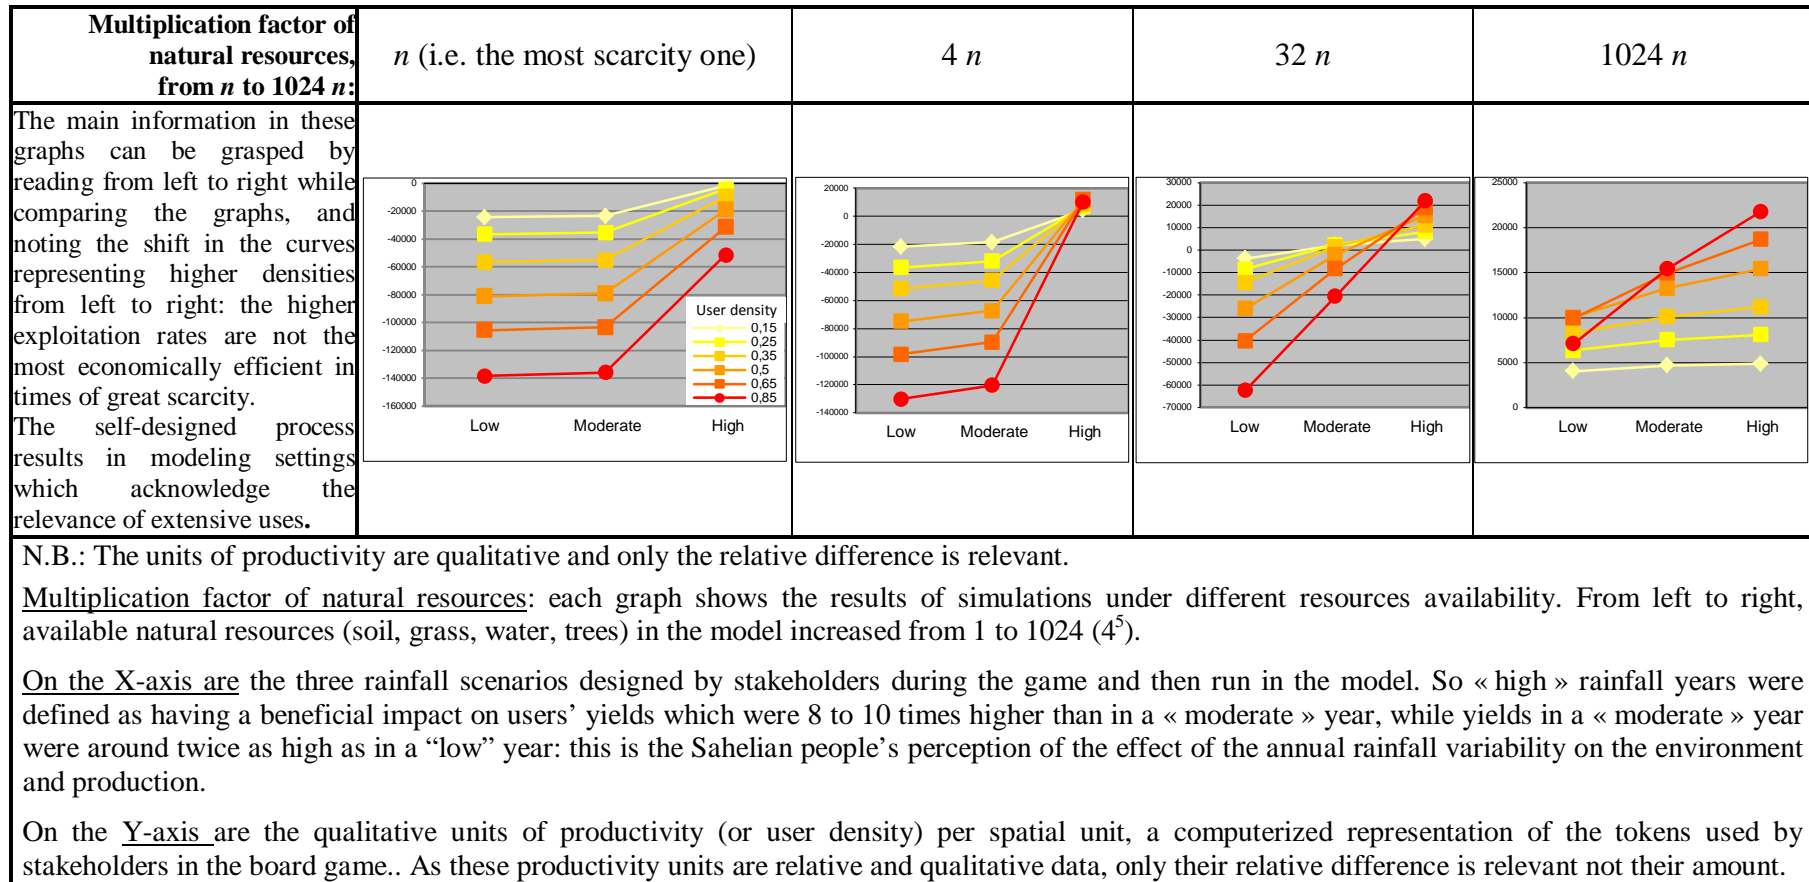 Multiplication factor of
natural resources,
from n to 1024 n:
n (i.e. the most scarcity one)
4 n
32 n
1024 n
The main information in these
graphs can be grasped by
reading from left to right while
comparing the graphs, and
noting the shift in the curves
representing higher densities
from left to right: the higher
exploitation rates are not the
most economically efficient in
times of great scarcity.
The self-designed process
results in modeling settings
which acknowledge the
relevance of extensive uses.
0
-20000
-40000
-60000
-80000
-100000
-120000
-140000
-160000
Low Moderate High
User density
0,15
0,25
0,35
0,5
0,65
0,85
20000
0
-20000
-40000
-60000
-80000
-100000
-120000
-140000
Low Moderate High
30000
20000
10000
0
-10000
-20000
-30000
-40000
-50000
-60000
-70000
Low Moderate High
25000
20000
15000
10000
5000
0
Low Moderate High
N.B.: The units of productivity are qualitative and only the relative difference is relevant.
Multiplication factor of natural resources: each graph shows the results of simulations under different resources availability. From left to right,
available natural resources (soil, grass, water, trees) in the model increased from 1 to 1024 (4⁵).
On the X-axis are the three rainfall scenarios designed by stakeholders during the game and then run in the model. So « high » rainfall years were
defined as having a beneficial impact on users’ yields which were 8 to 10 times higher than in a « moderate » year, while yields in a « moderate » year
were around twice as high as in a “low” year: this is the Sahelian people’s perception of the effect of the annual rainfall variability on the environment
and production.
On the Y-axis are the qualitative units of productivity (or user density) per spatial unit, a computerized representation of the tokens used by
stakeholders in the board game.. As these productivity units are relative and qualitative data, only their relative difference is relevant not their amount.